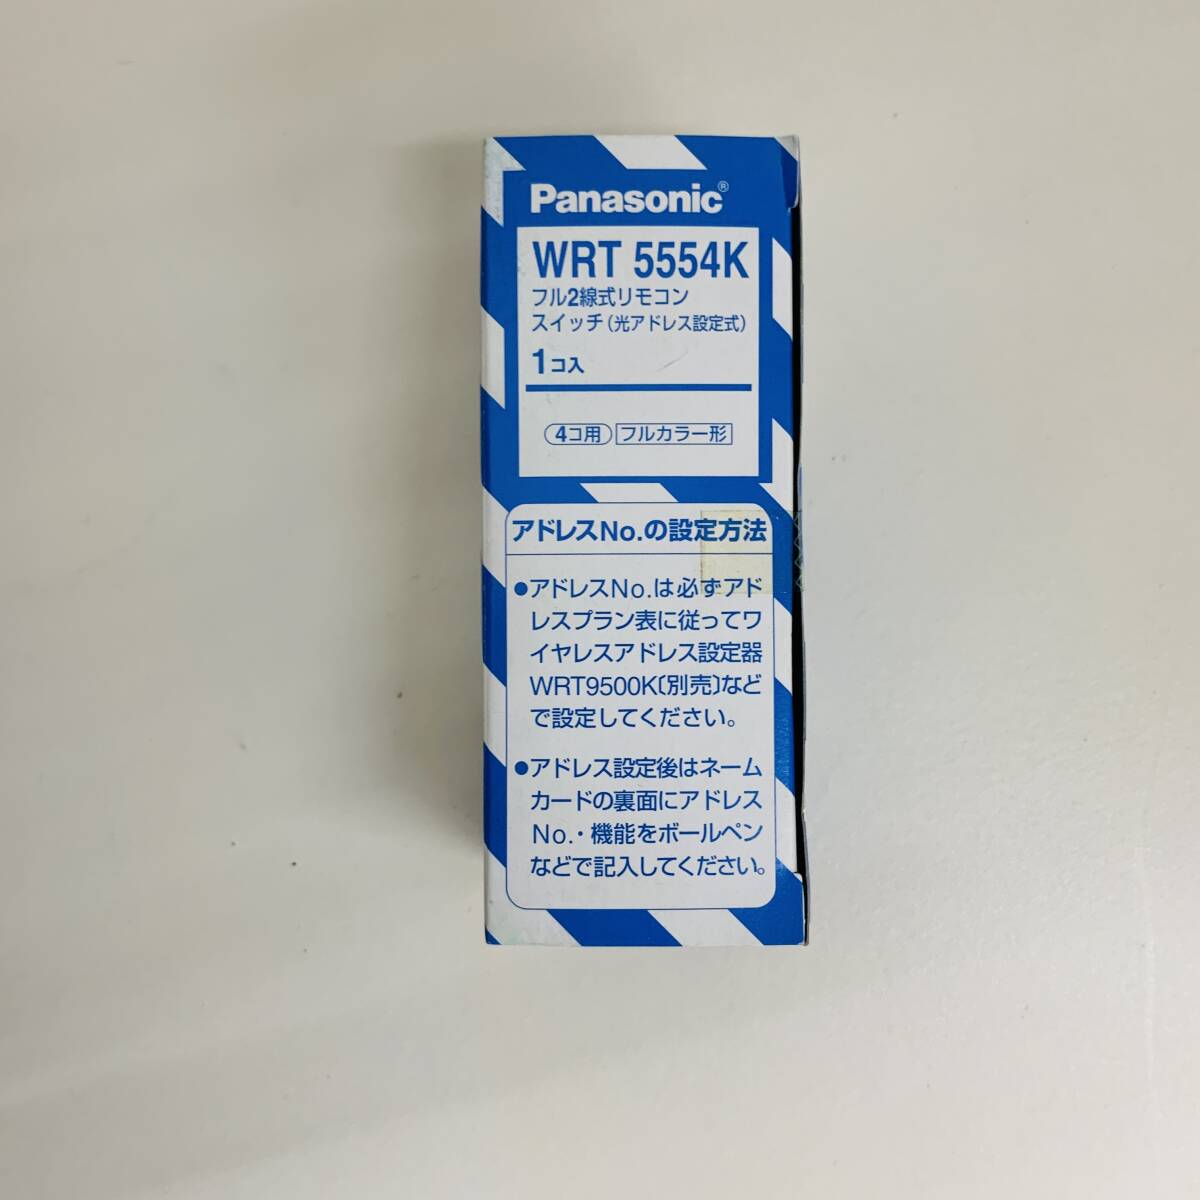 Panasonic®
WRT 5554K
フル2線式リモコン
スイッチ(光アドレス設定式)
1コ入
4コ用 フルカラー形
アドレスNo.の設定方法
●アドレスNo.は必ずアド
レスプラン表に従ってワ
イヤレスアドレス設定器
WRT9500K〔別売〕など
で設定してください。
●アドレス設定後はネーム
カードの裏面にアドレス
No.・機能をボールペン
などで記入してください。